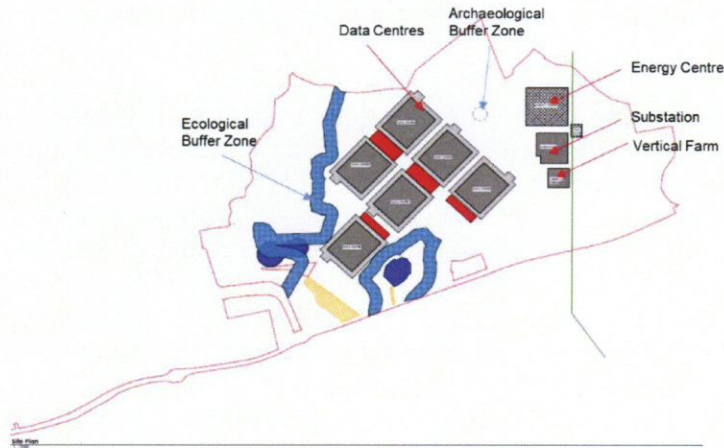 Archaeological
Buffer Zone
Data Centres
Energy Centre
Substation
Vertical Farm
Ecological
Buffer Zone
Site Plan